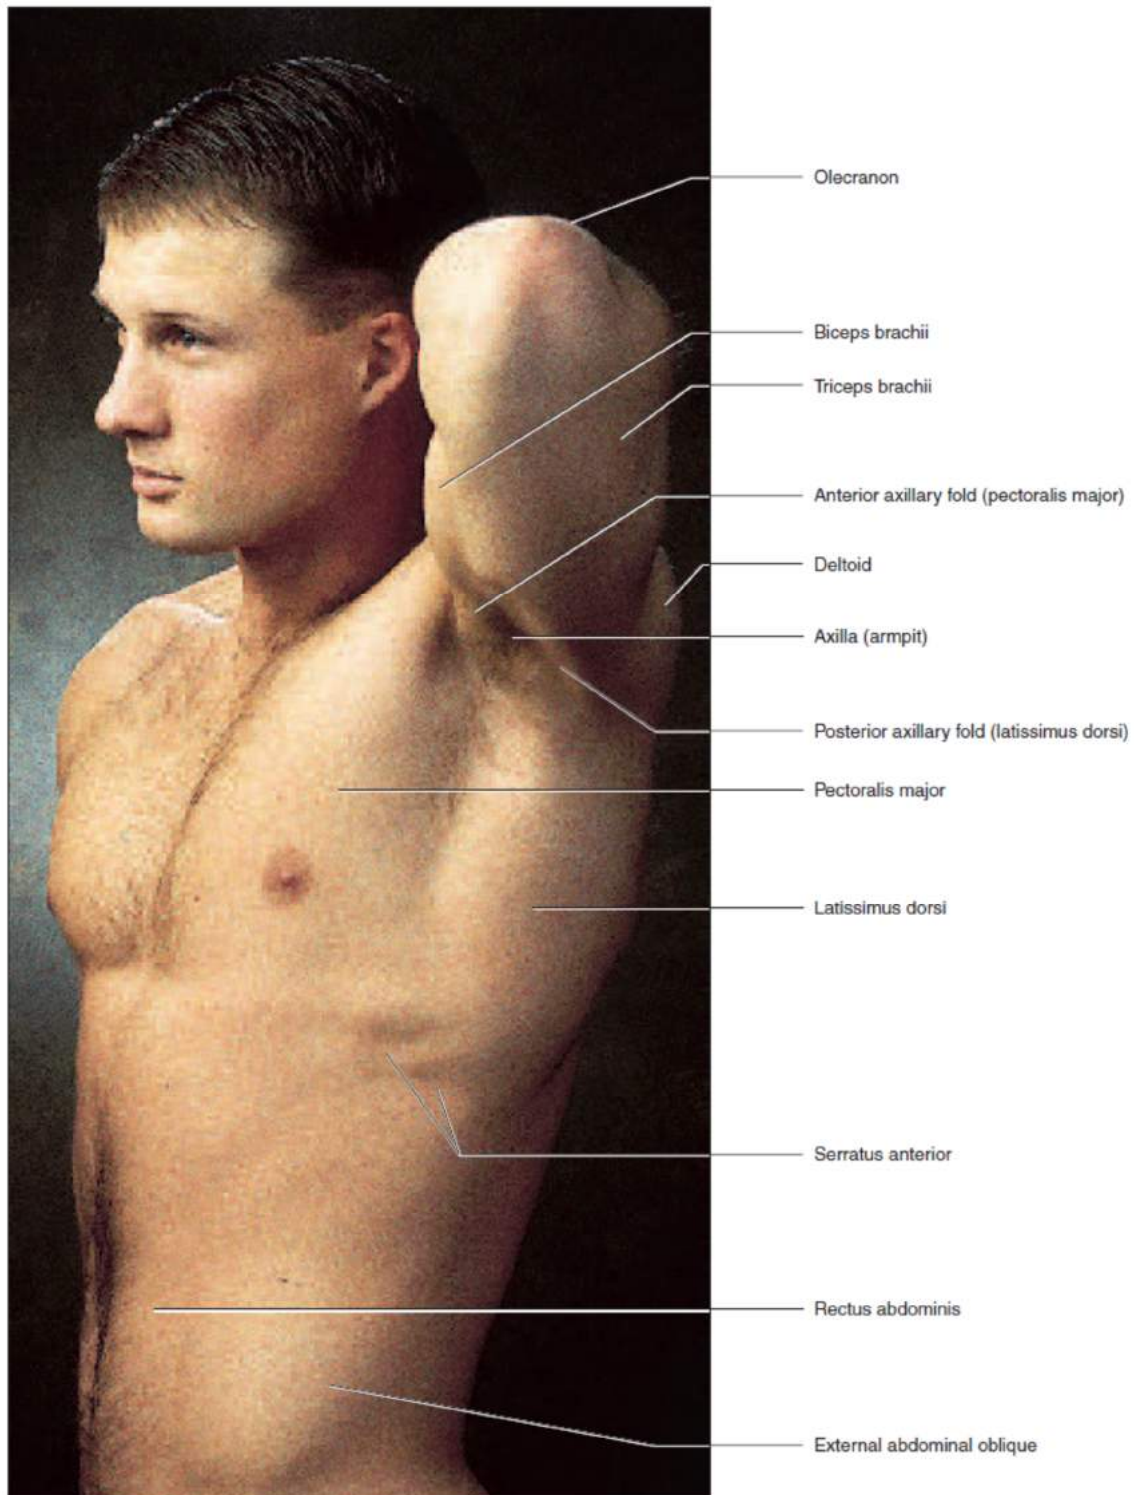 Olecranon
Biceps brachii
Triceps brachii
Anterior axillary fold (pectoralis major)
Deltoid
Axilla (armpit)
Posterior axillary fold (latissimus dorsi)
Pectoralis major
Latissimus dorsi
Serratus anterior
Rectus abdominis
External abdominal oblique